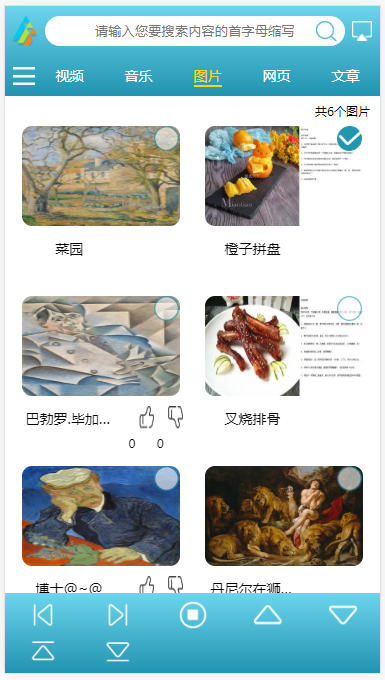 请输入您要搜索内容的首字母缩写
视频 音乐 图片 网页 文章
共6个图片
Miaotian
菜园 橙子拼盘
巴勃罗.毕加... 叉烧排骨
0 0
博士@~@ 丹尼尔在狮...